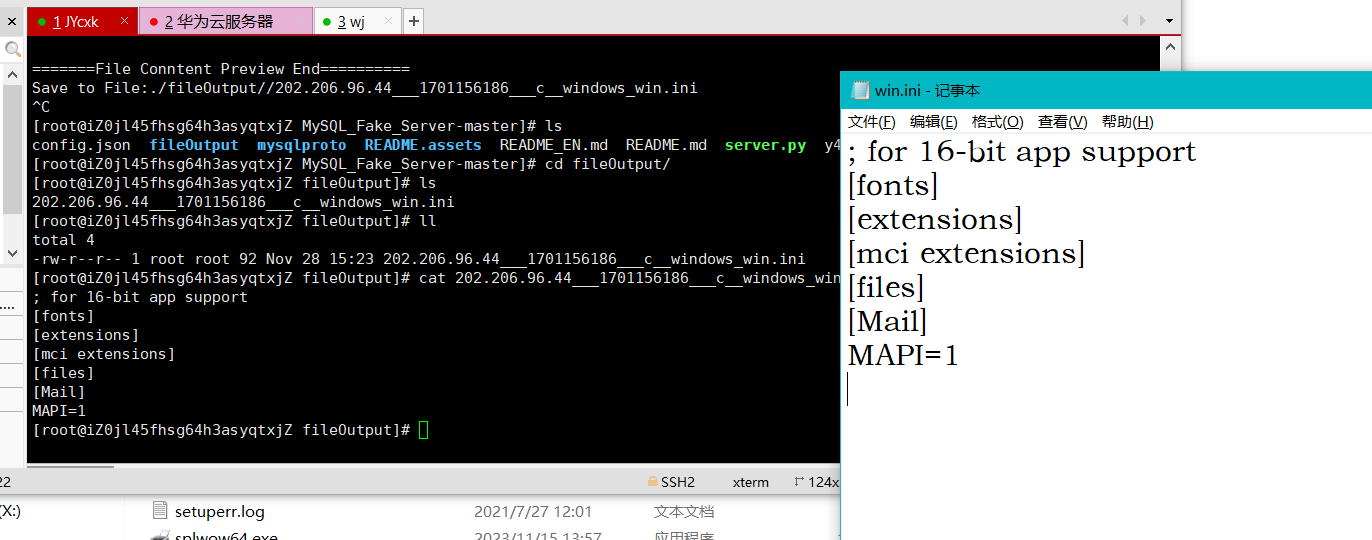 1 JYcxk
2 华为云服务器
3 wj
=======File Conntent Preview End==========
Save to File:./fileOutput//202.206.96.44___1701156186___c__windows_win.ini
^C
[root@iZ0jl45fhsg64h3asyqtxjZ MySQL_Fake_Server-master]# ls
config.json fileOutput mysqlproto README.assets README_EN.md README.md server.py y4
[root@iZ0jl45fhsg64h3asyqtxjZ MySQL_Fake_Server-master]# cd fileOutput/
[root@iZ0jl45fhsg64h3asyqtxjZ fileOutput]# ls
202.206.96.44___1701156186___c__windows_win.ini
[root@iZ0jl45fhsg64h3asyqtxjZ fileOutput]# ll
total 4
-rw-r--r-- 1 root root 92 Nov 28 15:23 202.206.96.44___1701156186___c__windows_win.ini
[root@iZ0jl45fhsg64h3asyqtxjZ fileOutput]# cat 202.206.96.44___1701156186___c__windows_win
; for 16-bit app support
[fonts]
[extensions]
[mci extensions]
[files]
[Mail]
MAPI=1
[root@iZ0jl45fhsg64h3asyqtxjZ fileOutput]#
win.ini - 记事本
文件(F) 编辑(E) 格式(O) 查看(V) 帮助(H)
; for 16-bit app support
[fonts]
[extensions]
[mci extensions]
[files]
[Mail]
MAPI=1
22
SSH2 xterm 124x
(X:)
setuperr.log 2021/7/27 12:01 文本文档
splwow64.exe 2023/11/15 13:57 应用程序